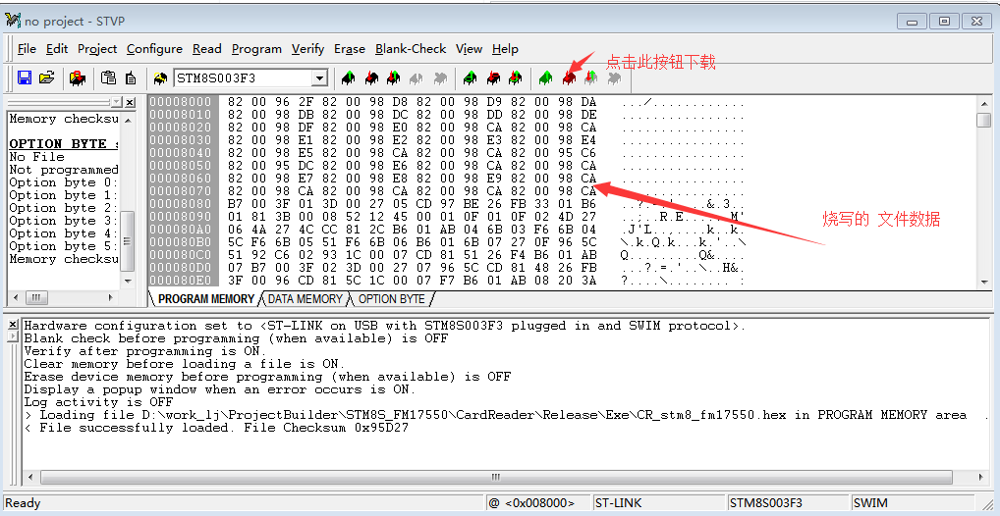 no project - STVP
File Edit Project Configure Read Program Verify Erase Blank-Check View Help
STM8S003F3
点击此按钮下载
Memory checksu
OPTION BYTE s
No File
Not programmed
Option byte 0:
Option byte 1:
Option byte 2:
Option byte 3:
Option byte 4:
Option byte 5:
Memory checksu
00008000 82 00 96 2F 82 00 98 D8 82 00 98 D9 82 00 98 DA .../............
00008010 82 00 98 DB 82 00 98 DC 82 00 98 DD 82 00 98 DE ................
00008020 82 00 98 DF 82 00 98 E0 82 00 98 CA 82 00 98 CA ................
00008030 82 00 98 E1 82 00 98 E2 82 00 98 E3 82 00 98 E4 ................
00008040 82 00 98 E5 82 00 98 CA 82 00 98 CA 82 00 95 C6 ................
00008050 82 00 95 DC 82 00 98 E6 82 00 98 CA 82 00 98 CA ................
00008060 82 00 98 E7 82 00 98 E8 82 00 98 E9 82 00 98 CA ................
00008070 82 00 98 CA 82 00 98 CA 82 00 98 CA 82 00 98 CA ................
00008080 B7 00 3F 01 3D 00 27 05 CD 97 BE 26 FB 33 01 B6 ..?.=.'....&.3..
00008090 01 81 3B 00 08 52 12 45 00 01 0F 01 0F 02 4D 27 ..;..R.E......M'
000080A0 06 4A 27 4C CC 81 2C B6 01 AB 04 6B 03 F6 6B 04 .J'L..,....k..k.
000080B0 5C F6 6B 05 51 F6 6B 06 B6 01 6B 07 27 0F 96 5C \.k.Q.k...k.'..\
000080C0 51 92 C6 02 93 1C 00 07 CD 81 51 26 F4 B6 01 AB Q.........Q&....
000080D0 07 B7 00 3F 02 3D 00 27 07 96 5C CD 81 48 26 FB ...?.=.'..\..H&.
000080E0 3F 00 96 CD 81 5C 1C 00 07 F7 B6 01 AB 08 20 3A ?....\........ :
烧写的 文件数据
PROGRAM MEMORY DATA MEMORY OPTION BYTE
Hardware configuration set to <ST-LINK on USB with STM8S003F3 plugged in and SWIM protocol>.
Blank check before programming (when available) is OFF
Verify after programming is ON.
Clear memory before loading a file is ON.
Erase device memory before programming (when available) is OFF
Display a popup window when an error occurs is ON.
Log activity is OFF
> Loading file D:\work_lj\ProjectBuilder\STM8S_FM17550\CardReader\Release\Exe\CR_stm8_fm17550.hex in PROGRAM MEMORY area .
< File successfully loaded. File Checksum 0x95D27
Ready @ <0x008000> ST-LINK STM8S003F3 SWIM